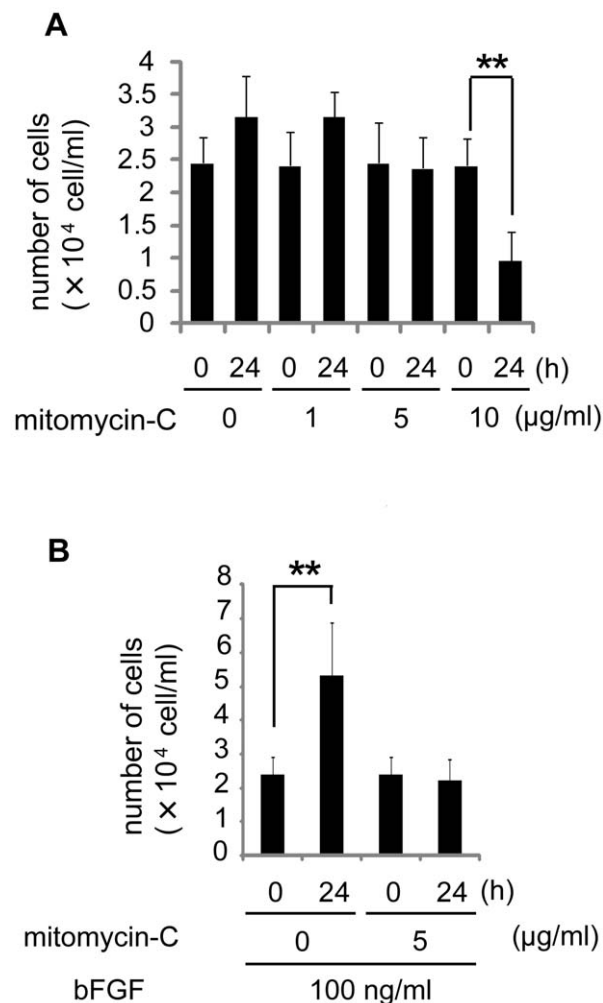 A
**
4
3.5
3
2.5
2
1.5
1
0.5
0
number of cells
(× 10⁴ cell/ml)
0 24 0 24 0 24 0 24 (h)
mitomycin-C 0 1 5 10 (µg/ml)
B
**
8
7
6
5
4
3
2
1
0
number of cells
(× 10⁴ cell/ml)
0 24 0 24 (h)
mitomycin-C 0 5 (µg/ml)
bFGF 100 ng/ml